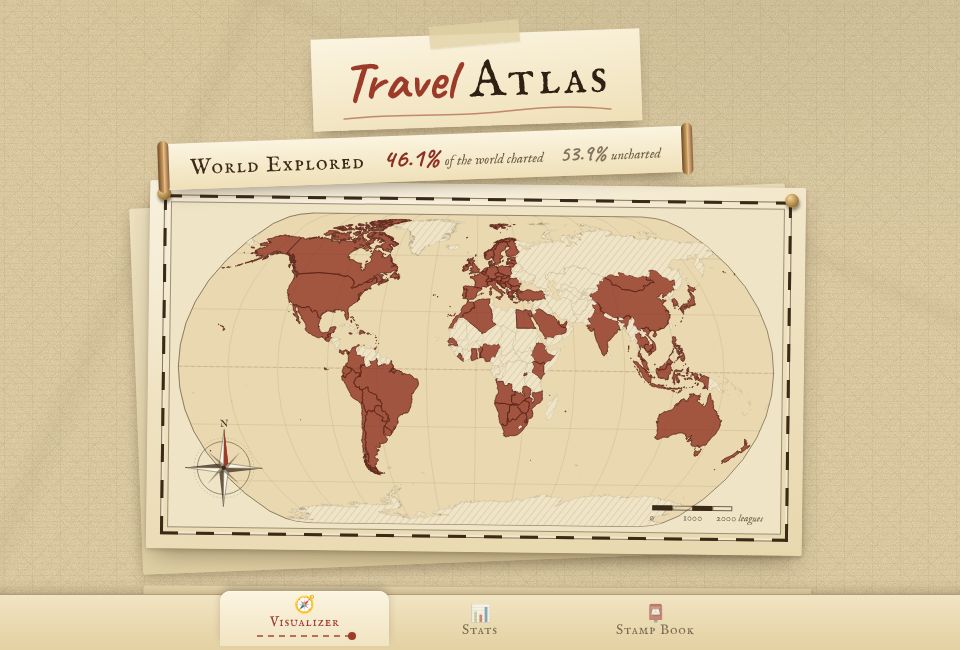 Travel Atlas
World Explored 46.1% of the world charted 53.9% uncharted
N
0 1000 2000 leagues
Visualizer
Stats
Stamp Book